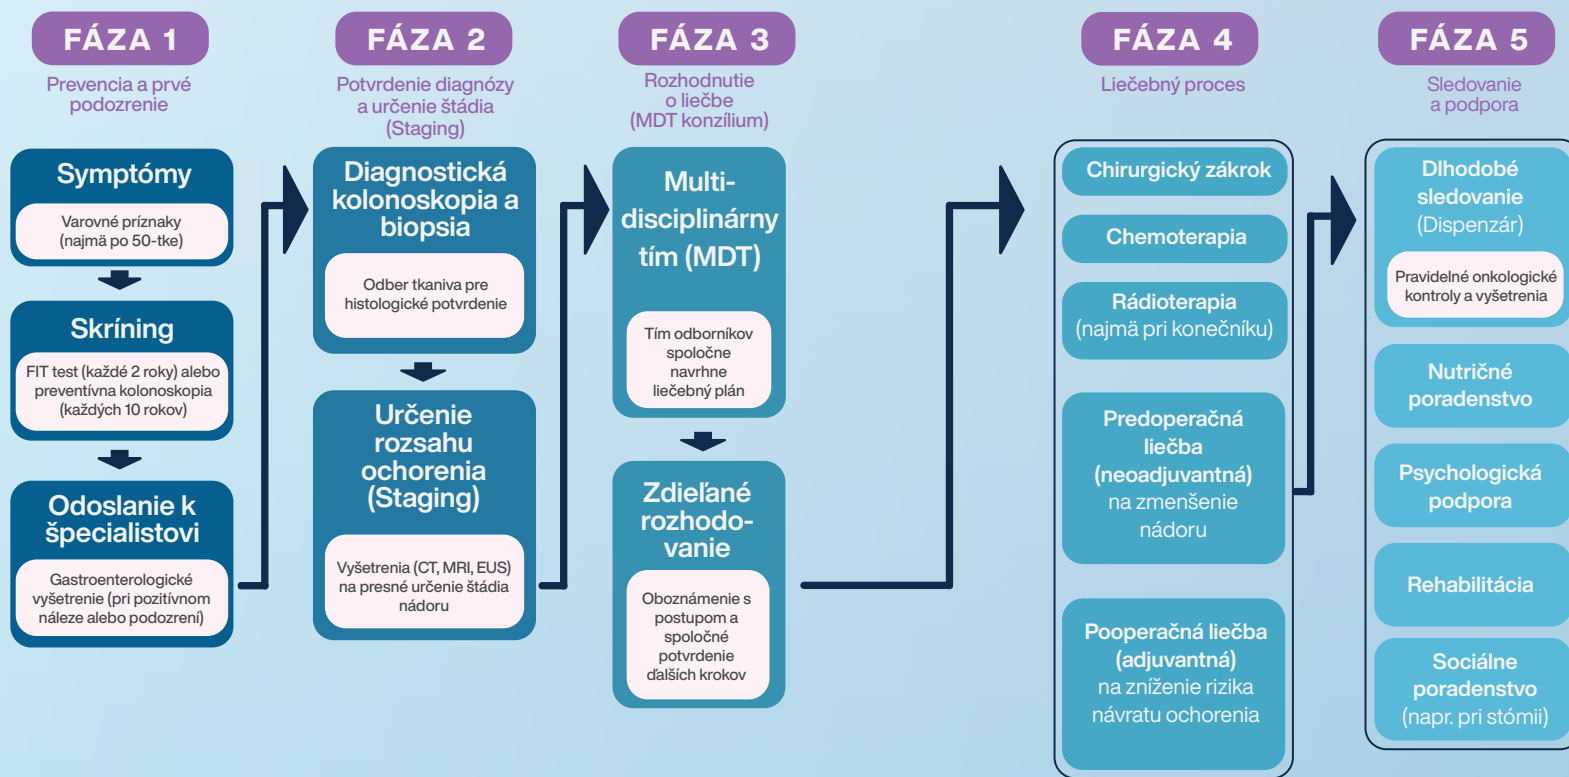 FÁZA 1
Prevencia a prvé
podozrenie
Symptómy
Varovné príznaky
(najmä po 50-tke)
Skríning
FIT test (každé 2 roky) alebo
preventívna kolonoskopia
(každých 10 rokov)
Odoslanie k
špecialistovi
Gastroenterologické
vyšetrenie (pri pozitívnom
náleze alebo podozrení)
FÁZA 2
Potvrdenie diagnózy
a určenie štádia
(Staging)
Diagnostická
kolonoskopia a
biopsia
Odber tkaniva pre
histologické potvrdenie
Určenie
rozsahu
ochorenia
(Staging)
Vyšetrenia (CT, MRI, EUS)
na presné určenie štádia
nádoru
FÁZA 3
Rozhodnutie
o liečbe
(MDT konzílium)
Multi-
disciplinárny
tím (MDT)
Tím odborníkov
spoločne
navrhne
liečebný plán
Zdieľané
rozhodo-
vanie
Oboznámenie s
postupom a
spoločné
potvrdenie
ďalších krokov
FÁZA 4
Liečebný proces
Chirurgický zákrok
Chemoterapia
Rádioterapia
(najmä pri konečníku)
Predoperačná
liečba
(neoadjuvantná)
na zmenšenie
nádoru
Pooperačná liečba
(adjuvantná)
na zníženie rizika
návratu ochorenia
FÁZA 5
Sledovanie
a podpora
Dlhodobé
sledovanie
(Dispenzár)
Pravidelné onkologické
kontroly a vyšetrenia
Nutričné
poradenstvo
Psychologická
podpora
Rehabilitácia
Sociálne
poradenstvo
(napr. pri stómii)